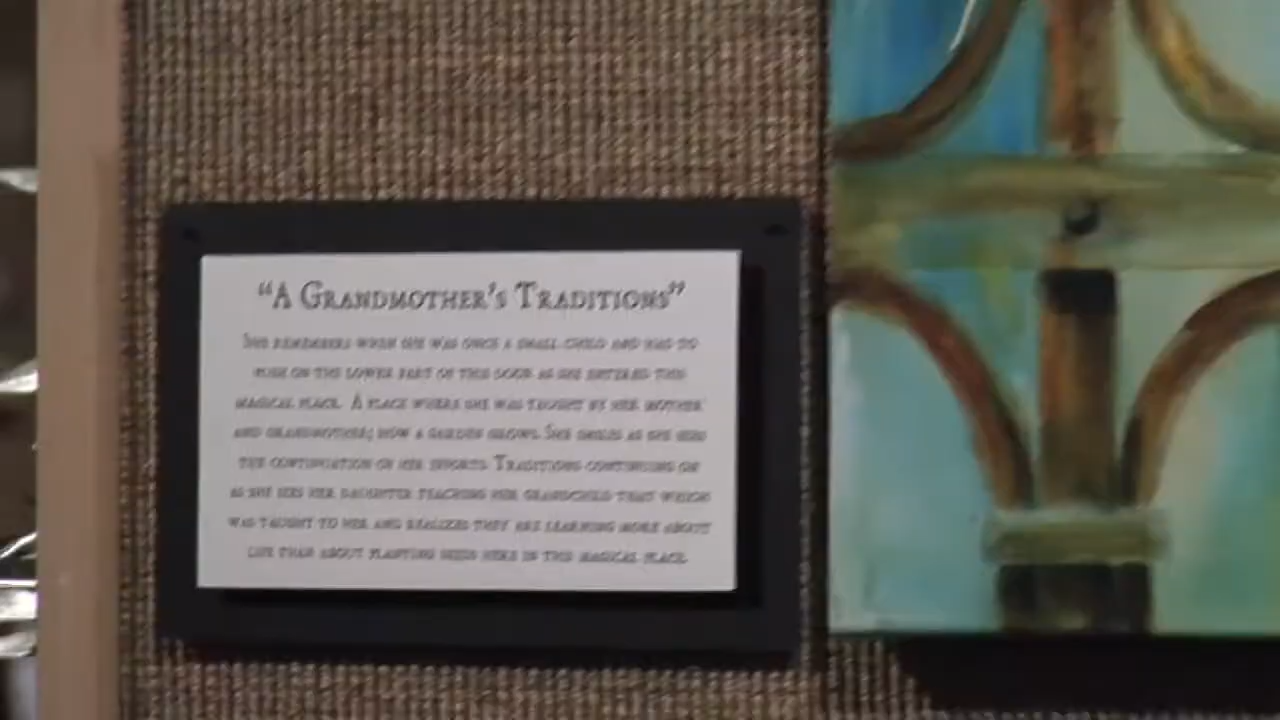 “A Grandmother's Traditions”
She remembers when she was once a small child and had to
push on the lower part of this door as she entered this
magical place. A place where she was taught by her mother
and grandmother; how a garden grows. She smiles as she sees
the continuation of her efforts. Traditions continuing on
as she sees her daughter teaching her grandchild that which
was taught to her and realizes they are learning more about
life than about planting seeds here in this magical place.